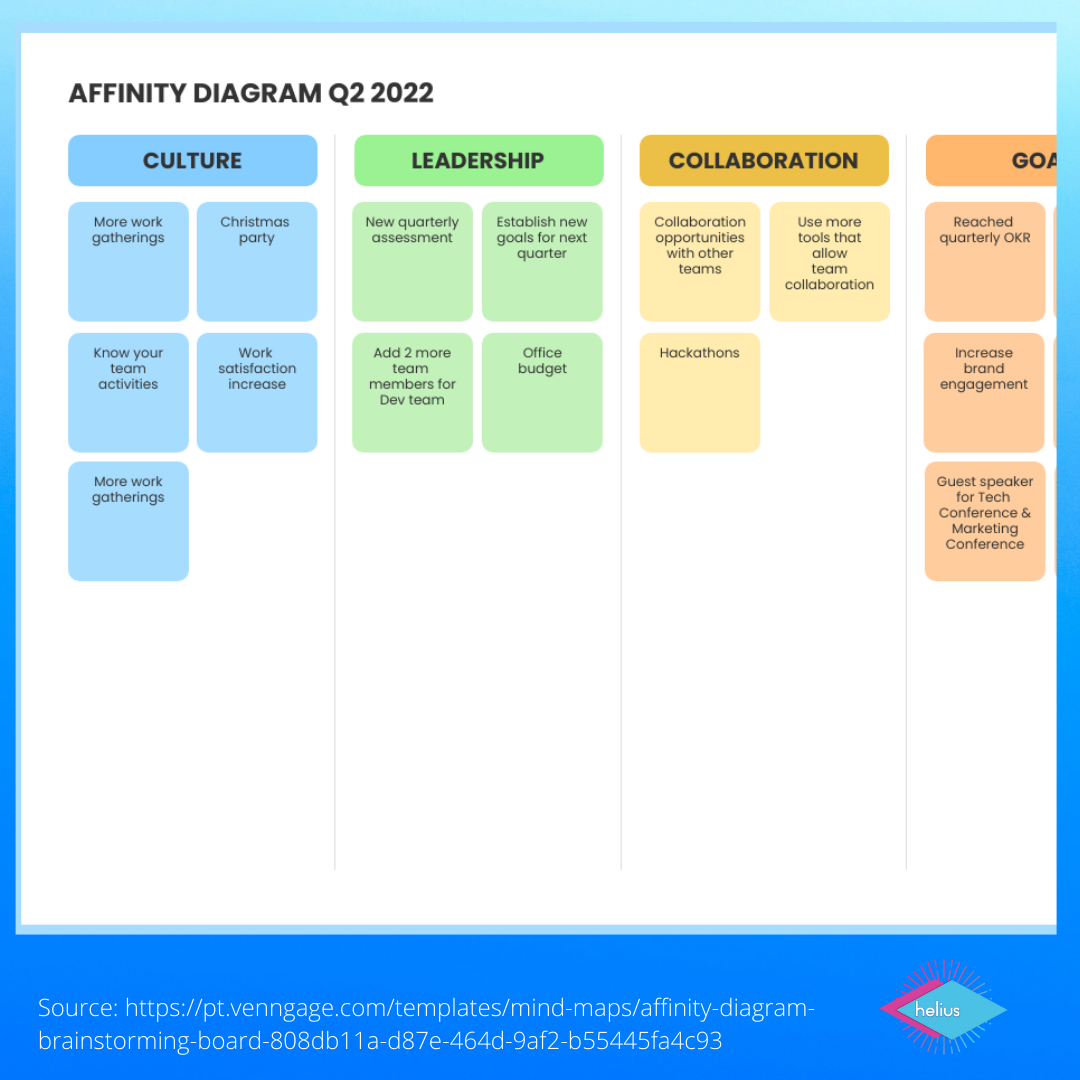 AFFINITY DIAGRAM Q2 2022
CULTURE
More work
gatherings
Christmas
party
Know your
team
activities
Work
satisfaction
increase
More work
gatherings
LEADERSHIP
New quarterly
assessment
Establish new
goals for next
quarter
Add 2 more
team
members for
Dev team
Office
budget
COLLABORATION
Collaboration
opportunities
with other
teams
Use more
tools that
allow
team
collaboration
Hackathons
GOA
Reached
quarterly OKR
Increase
brand
engagement
Guest speaker
for Tech
Conference &
Marketing
Conference
Source: https://pt.venngage.com/templates/mind-maps/affinity-diagram-
brainstorming-board-808db11a-d87e-464d-9af2-b55445fa4c93
helius